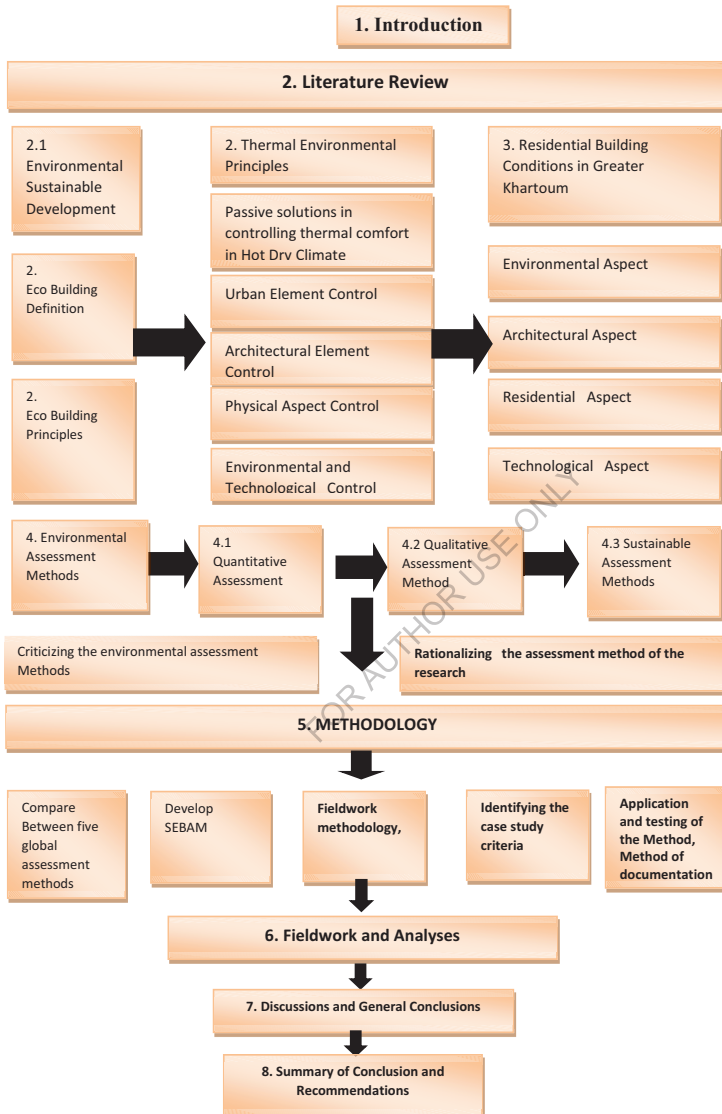 1. Introduction
2. Literature Review
2.1
Environmental
Sustainable
Development
2. Thermal Environmental
Principles
3. Residential Building
Conditions in Greater
Khartoum
Passive solutions in
controlling thermal comfort
in Hot Dry Climate
Environmental Aspect
2.
Eco Building
Definition
Urban Element Control
Architectural Element
Control
Architectural Aspect
2.
Eco Building
Principles
Physical Aspect Control
Residential Aspect
Environmental and
Technological Control
Technological Aspect
4. Environmental
Assessment
Methods
4.1
Quantitative
Assessment
4.2 Qualitative
Assessment
Method
4.3 Sustainable
Assessment
Methods
FOR AUTHOR USE ONLY
Criticizing the environmental assessment
Methods
Rationalizing the assessment method of the
research
5. METHODOLOGY
Compare
Between five
global
assessment
methods
Develop
SEBAM
Fieldwork
methodology,
Identifying the
case study
criteria
Application
and testing of
the Method,
Method of
documentation
6. Fieldwork and Analyses
7. Discussions and General Conclusions
8. Summary of Conclusion and
Recommendations